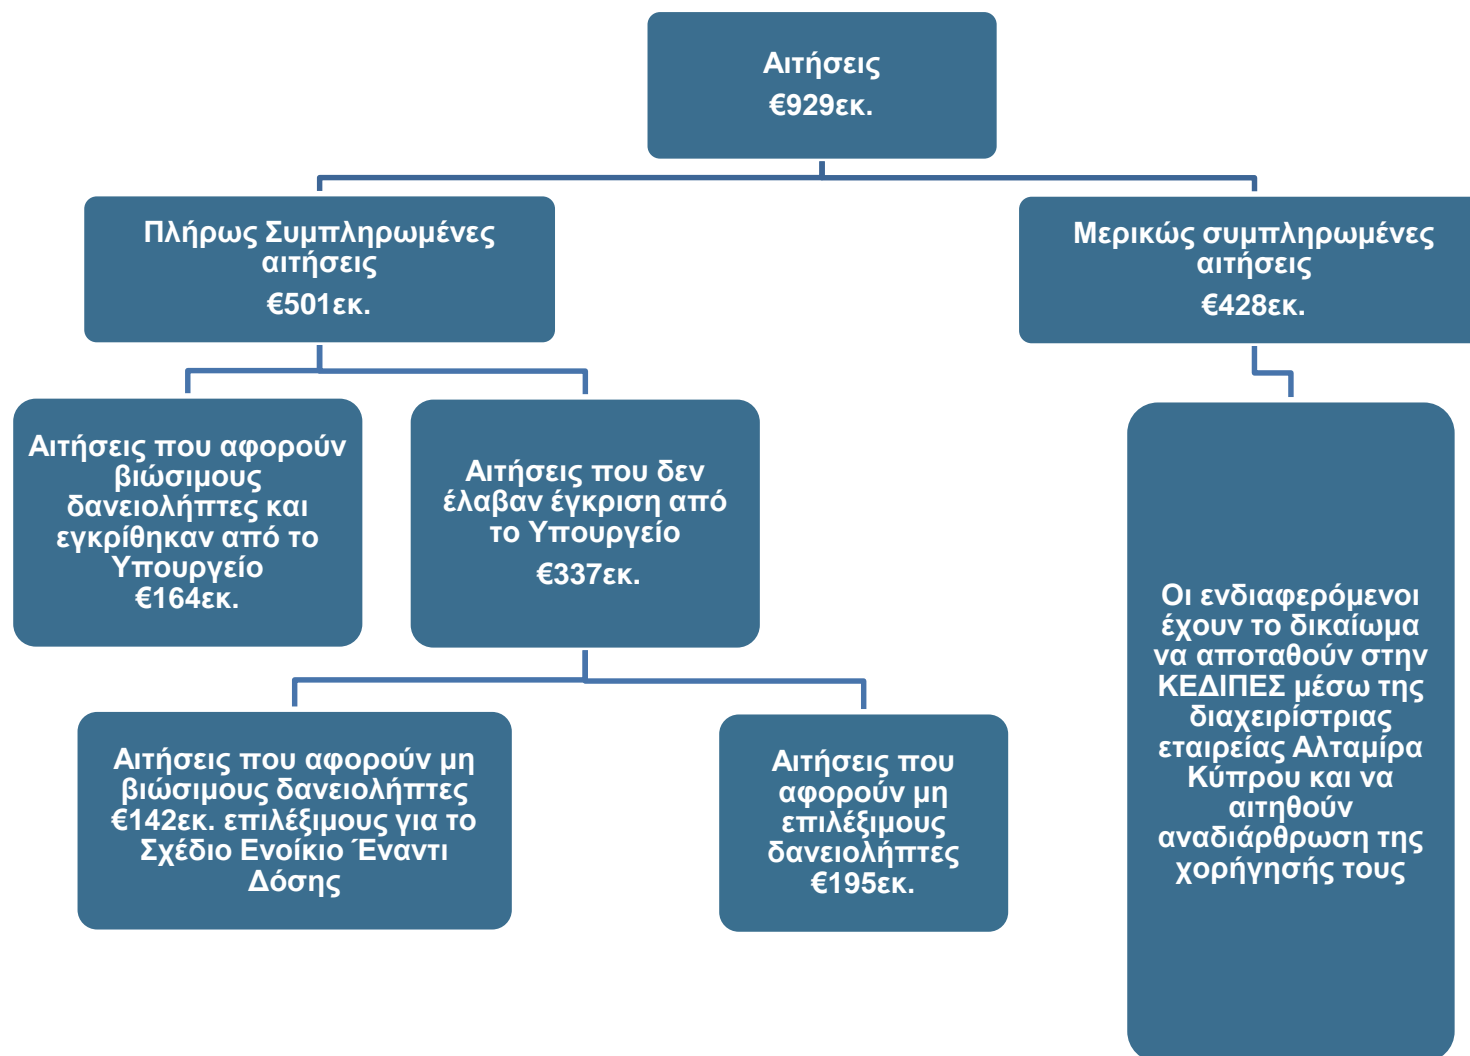 Αιτήσεις
€929εκ.
Πλήρως Συμπληρωμένες
αιτήσεις
€501εκ.
Μερικώς συμπληρωμένες
αιτήσεις
€428εκ.
Αιτήσεις που αφορούν
βιώσιμους
δανειολήπτες και
εγκρίθηκαν από το
Υπουργείο
€164εκ.
Αιτήσεις που δεν
έλαβαν έγκριση από
το Υπουργείο
€337εκ.
Οι ενδιαφερόμενοι
έχουν το δικαίωμα
να αποταθούν στην
ΚΕΔΙΠΕΣ μέσω της
διαχειρίστριας
εταιρείας Αλταμίρα
Κύπρου και να
αιτηθούν
αναδιάρθρωση της
χορήγησής τους
Αιτήσεις που αφορούν μη
βιώσιμους δανειολήπτες
€142εκ. επιλέξιμους για το
Σχέδιο Ενοίκιο Έναντι
Δόσης
Αιτήσεις που
αφορούν μη
επιλέξιμους
δανειολήπτες
€195εκ.